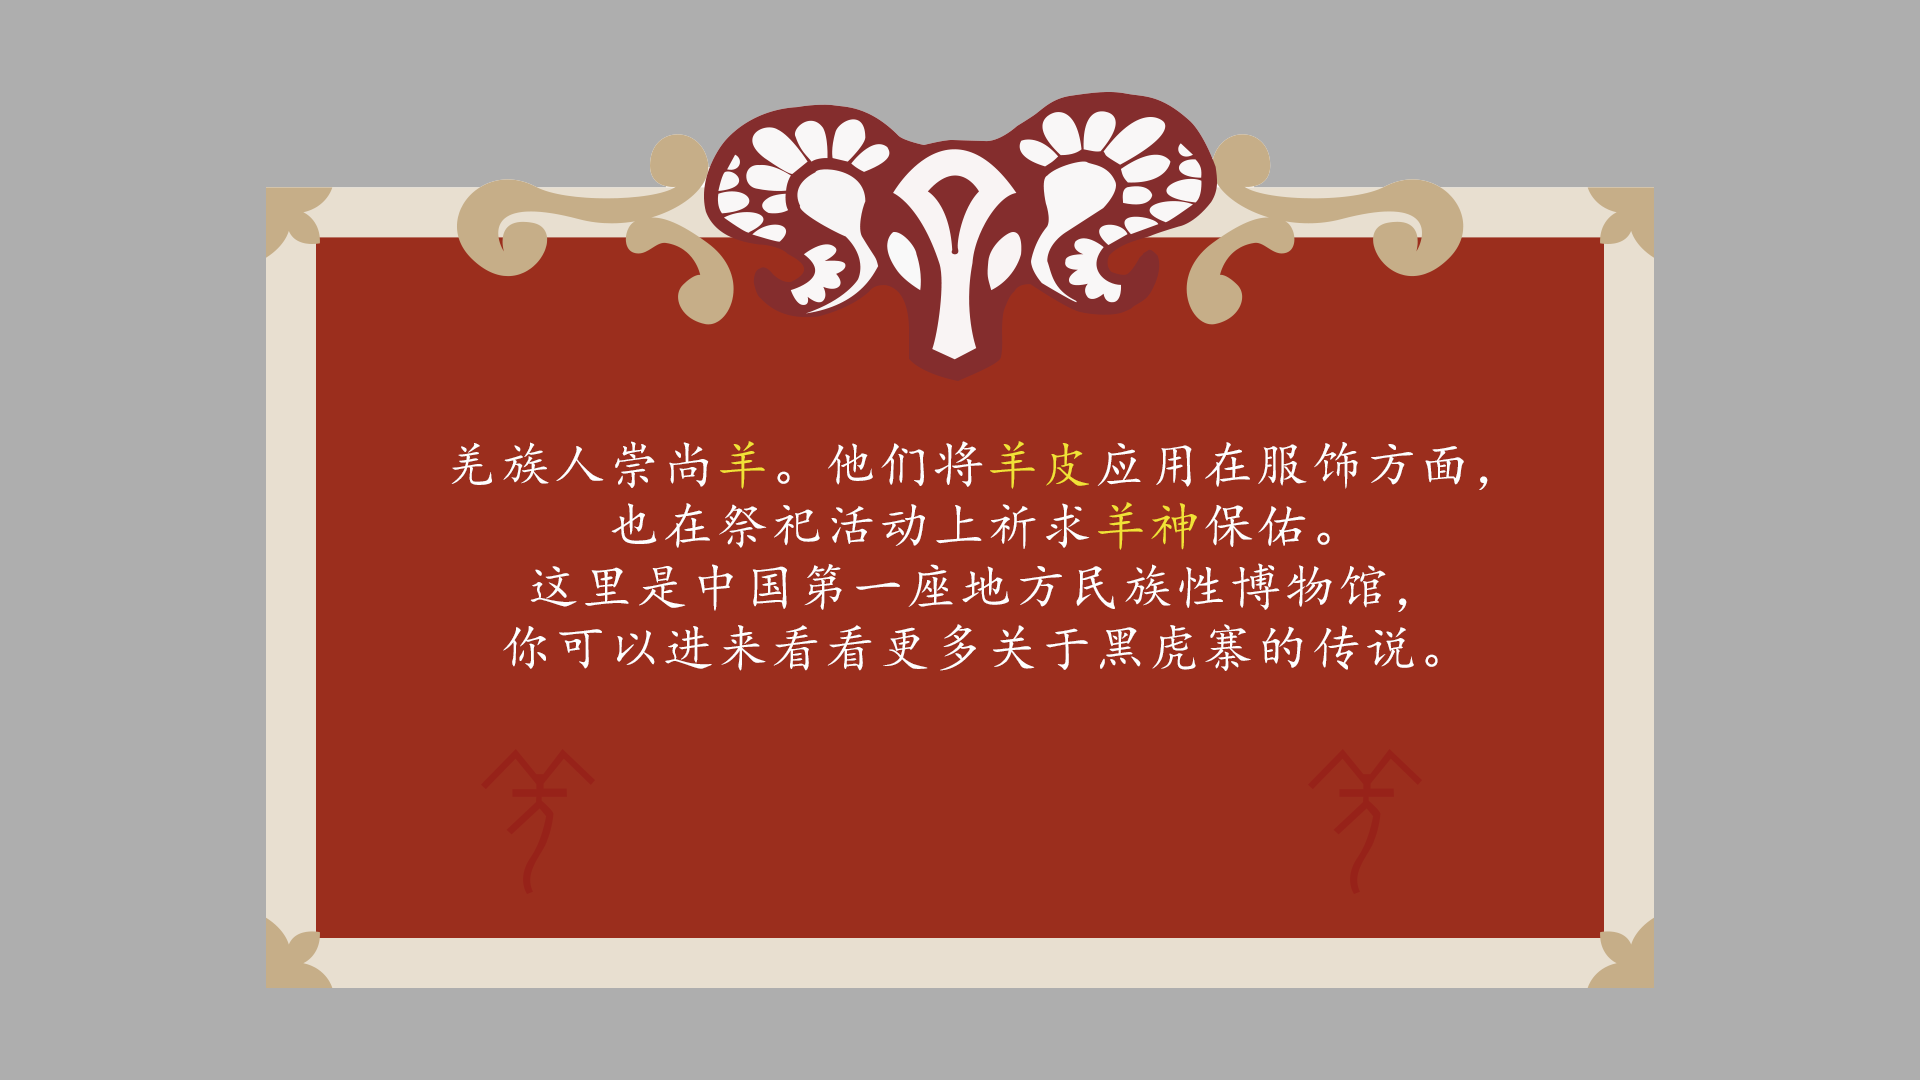 羌族人崇尚羊。他们将羊皮应用在服饰方面，
也在祭祀活动上祈求羊神保佑。
这里是中国第一座地方民族性博物馆，
你可以进来看看更多关于黑虎寨的传说。